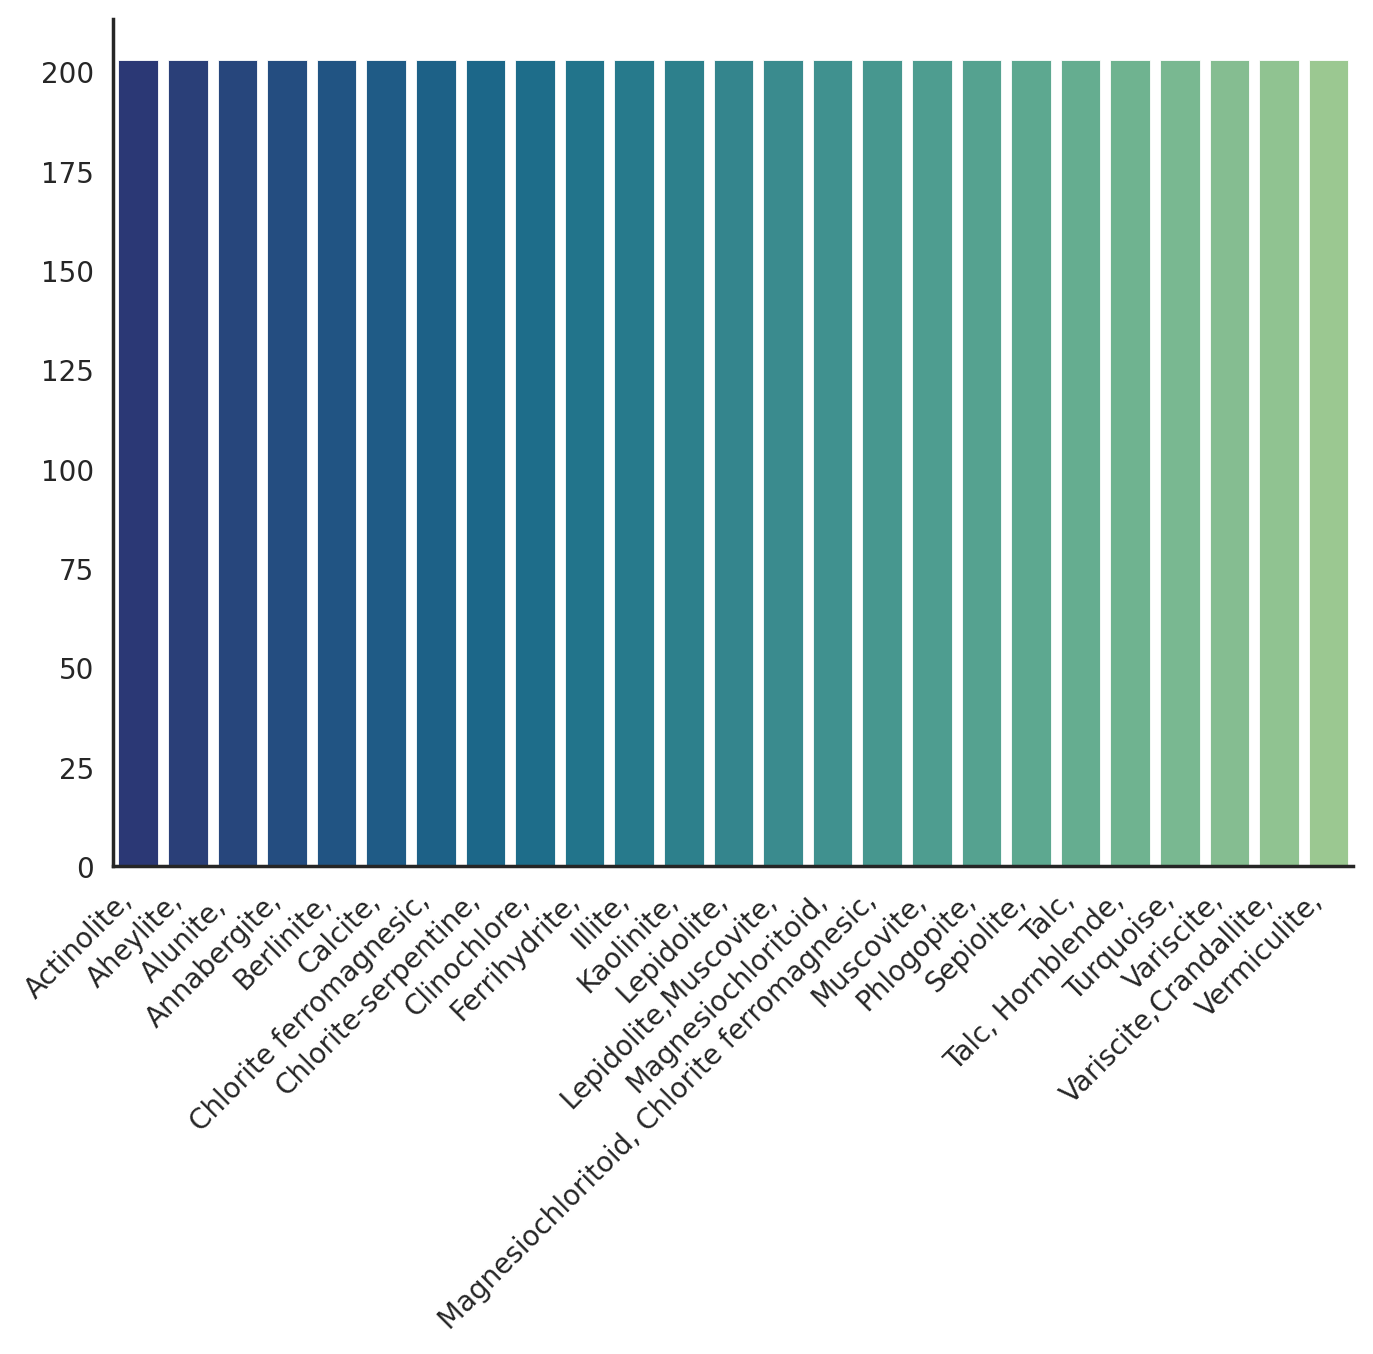 200
175
150
125
100
75
50
25
0
Actinolite,
Aheylite,
Alunite,
Annabergite,
Berlinite,
Calcite,
Chlorite ferromagnesic,
Chlorite-serpentine,
Clinochlore,
Ferrihydrite,
Illite,
Kaolinite,
Lepidolite,
Lepidolite,Muscovite,
Magnesiochloritoid,
Magnesiochloritoid, Chlorite ferromagnesic,
Muscovite,
Phlogopite,
Sepiolite,
Talc,
Talc, Hornblende,
Turquoise,
Variscite,
Variscite,Crandallite,
Vermiculite,